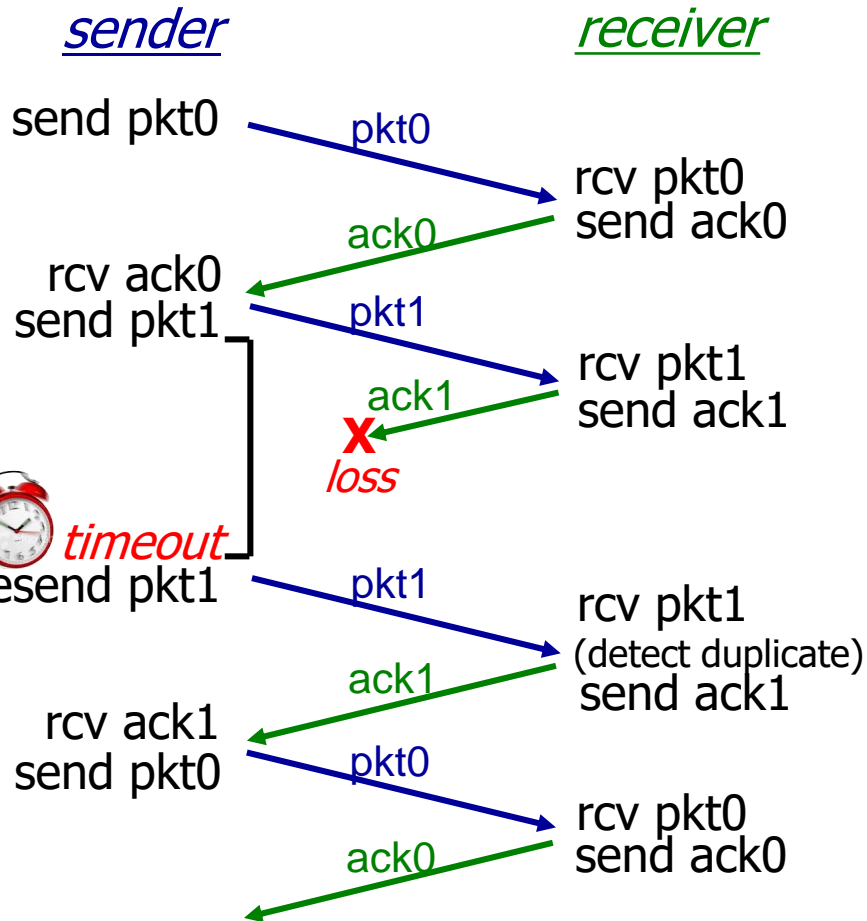 sender
receiver
send pkt0
pkt0
rcv pkt0
send ack0
ack0
rcv ack0
send pkt1
pkt1
rcv pkt1
send ack1
ack1
X
loss
timeout
esend pkt1
pkt1
rcv pkt1
(detect duplicate)
send ack1
ack1
rcv ack1
send pkt0
pkt0
rcv pkt0
send ack0
ack0